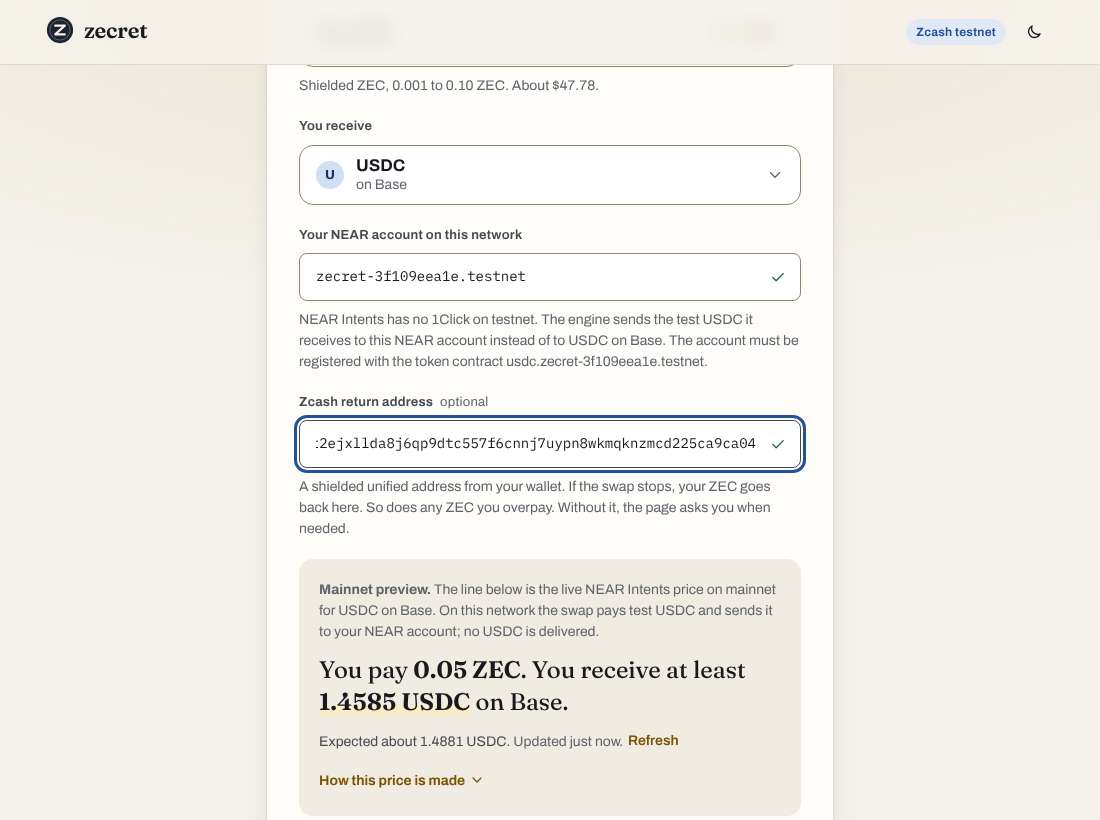 zecret
Zcash testnet
Shielded ZEC, 0.001 to 0.10 ZEC. About $47.78.
You receive
U
USDC
on Base
Your NEAR account on this network
zecret-3f109eea1e.testnet
NEAR Intents has no 1Click on testnet. The engine sends the test USDC it
receives to this NEAR account instead of to USDC on Base. The account must be
registered with the token contract usdc.zecret-3f109eea1e.testnet.
Zcash return address optional
:2ejxllda8j6qp9dtc557f6cnnj7uypn8wkmqknzmcd225ca9ca04
A shielded unified address from your wallet. If the swap stops, your ZEC goes
back here. So does any ZEC you overpay. Without it, the page asks you when
needed.
Mainnet preview. The line below is the live NEAR Intents price on mainnet
for USDC on Base. On this network the swap pays test USDC and sends it
to your NEAR account; no USDC is delivered.
You pay 0.05 ZEC. You receive at least
1.4585 USDC on Base.
Expected about 1.4881 USDC. Updated just now. Refresh
How this price is made